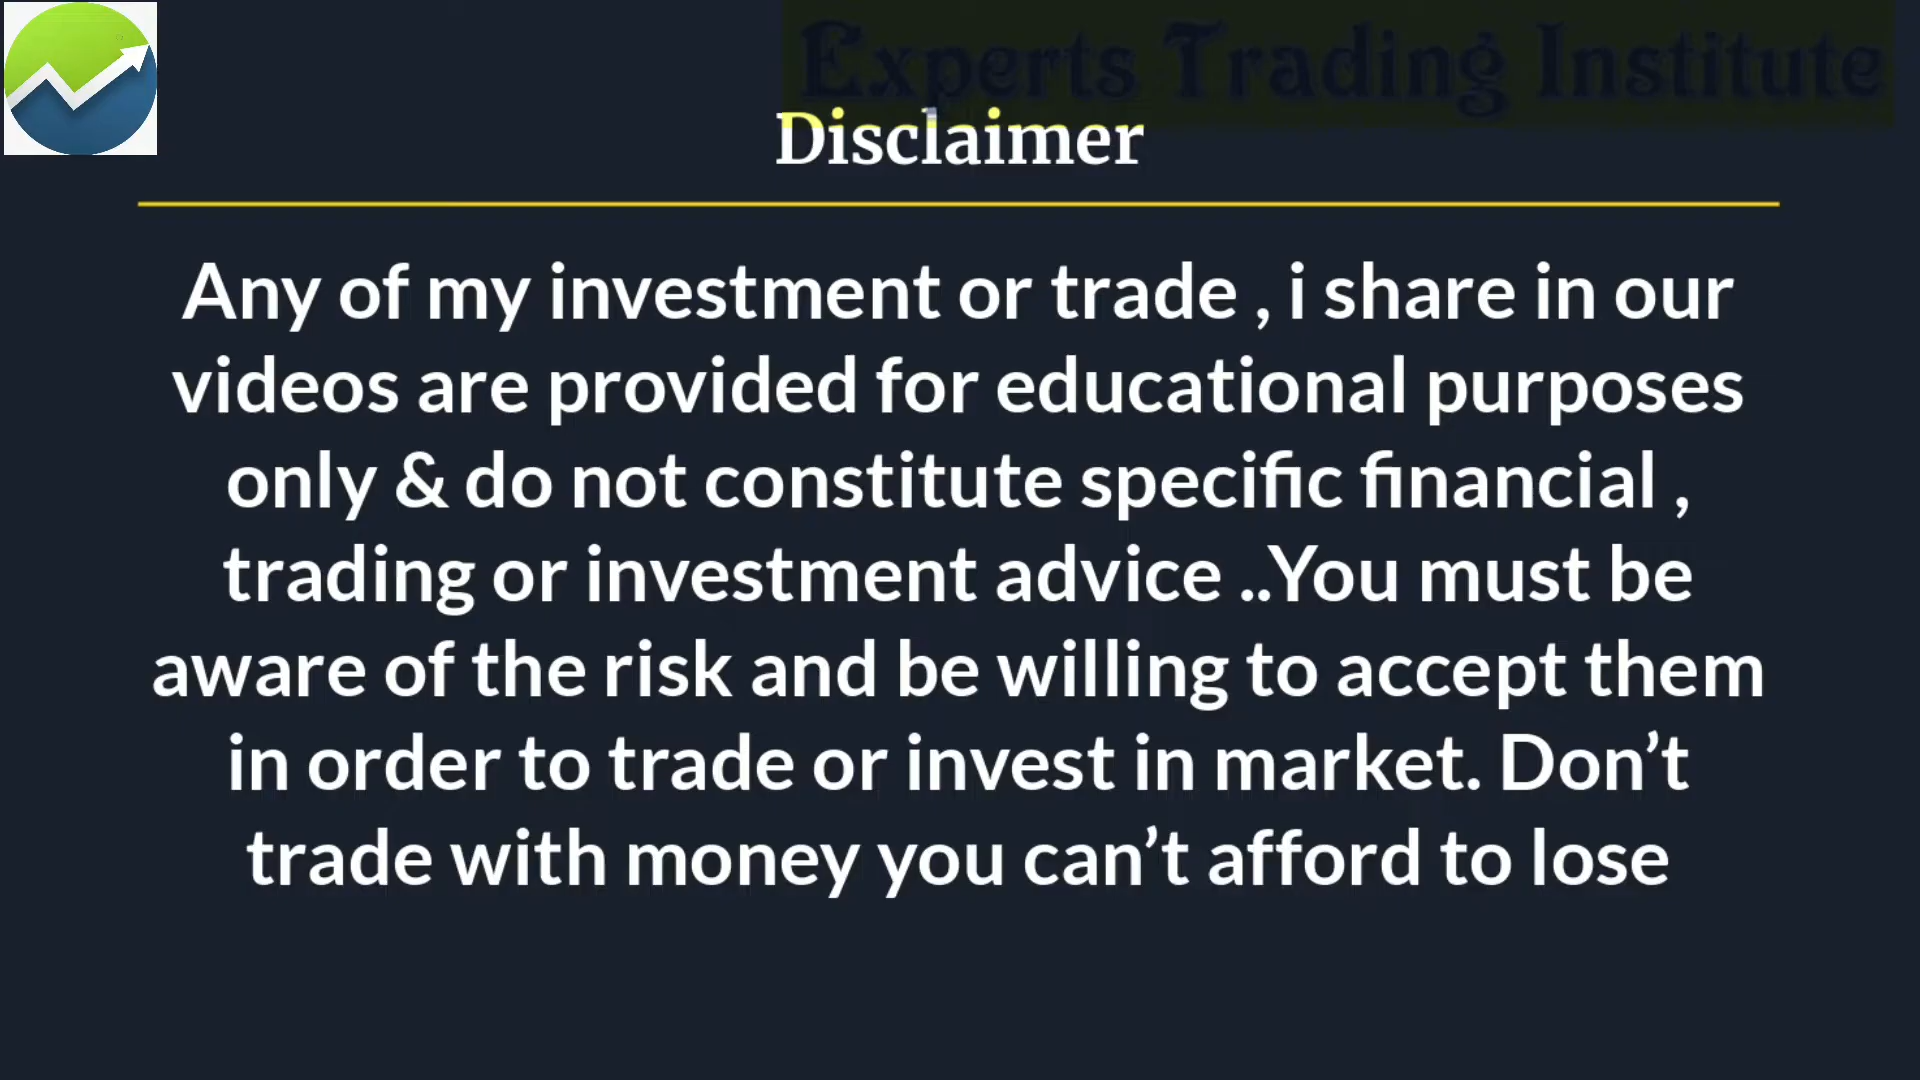 Experts Trading Institute
Disclaimer
Any of my investment or trade , i share in our
videos are provided for educational purposes
only & do not constitute specific financial ,
trading or investment advice ..You must be
aware of the risk and be willing to accept them
in order to trade or invest in market. Don’t
trade with money you can’t afford to lose